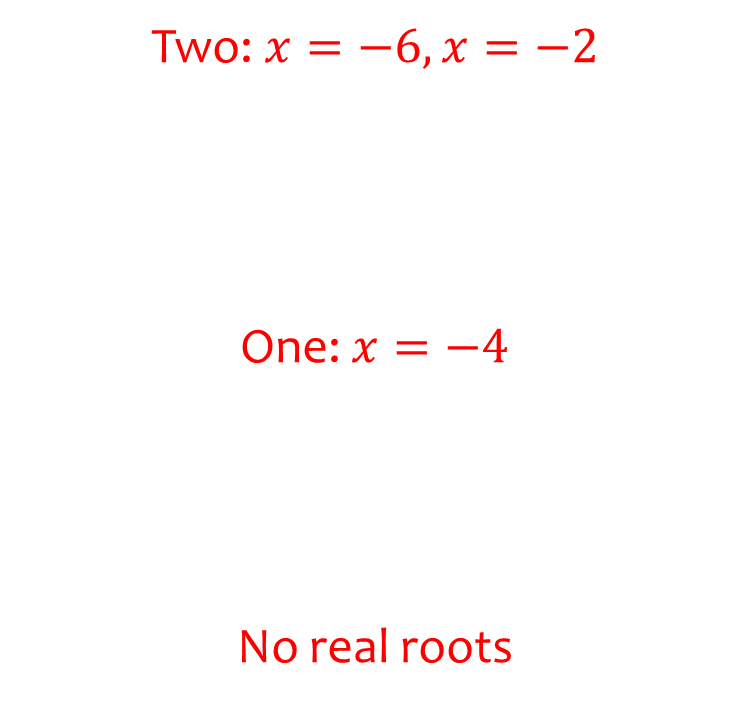 Two: 𝑥 = −6, 𝑥 = −2
One: 𝑥 = −4
No real roots